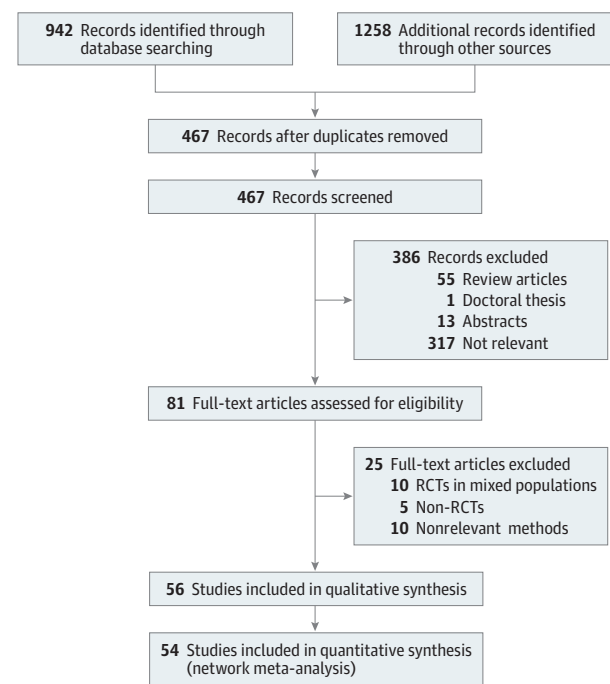 942 Records identified through
database searching
1258 Additional records identified
through other sources
467 Records after duplicates removed
467 Records screened
386 Records excluded
55 Review articles
1 Doctoral thesis
13 Abstracts
317 Not relevant
81 Full-text articles assessed for eligibility
25 Full-text articles excluded
10 RCTs in mixed populations
5 Non-RCTs
10 Nonrelevant methods
56 Studies included in qualitative synthesis
54 Studies included in quantitative synthesis
(network meta-analysis)